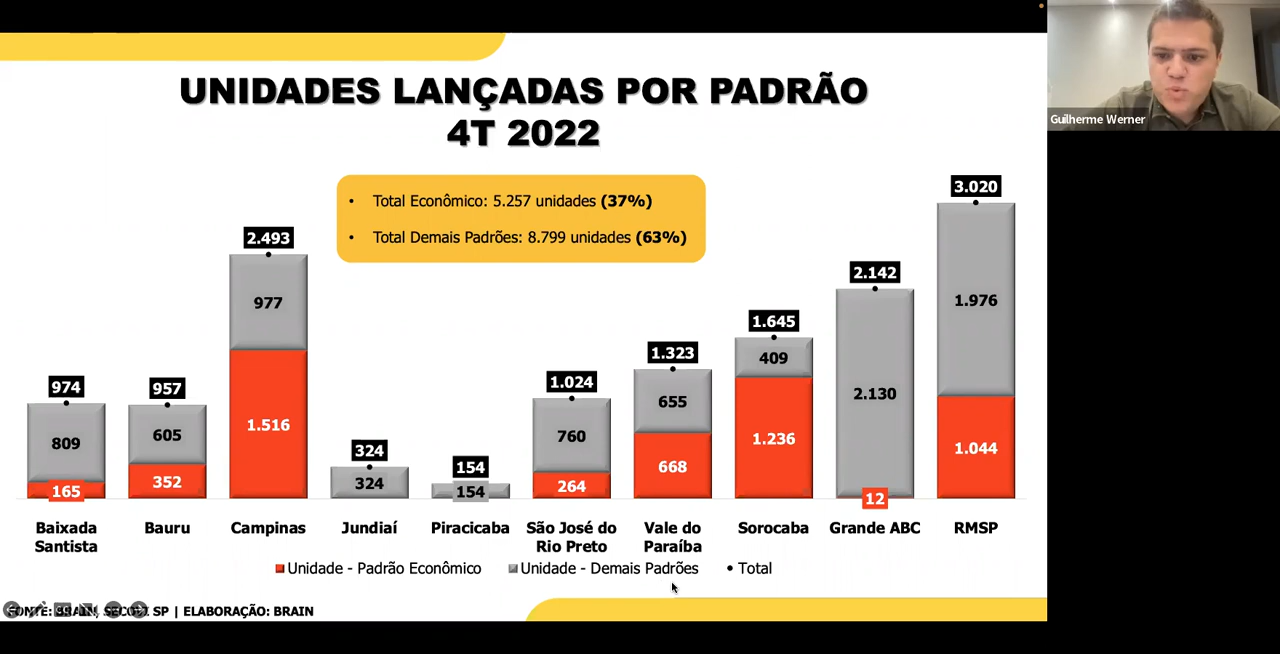 UNIDADES LANÇADAS POR PADRÃO
4T 2022
Guilherme Werner
• Total Econômico: 5.257 unidades (37%)
• Total Demais Padrões: 8.799 unidades (63%)
974
809
165
957
605
352
2.493
977
1.516
324
324
154
154
1.024
760
264
1.323
655
668
1.645
409
1.236
2.142
2.130
12
3.020
1.976
1.044
Baixada
Santista
Bauru
Campinas
Jundiaí
Piracicaba
São José do
Rio Preto
Vale do
Paraíba
Sorocaba
Grande ABC
RMSP
Unidade - Padrão Econômico
Unidade - Demais Padrões
Total
FONTE: BRAIN, SECOVI SP | ELABORAÇÃO: BRAIN